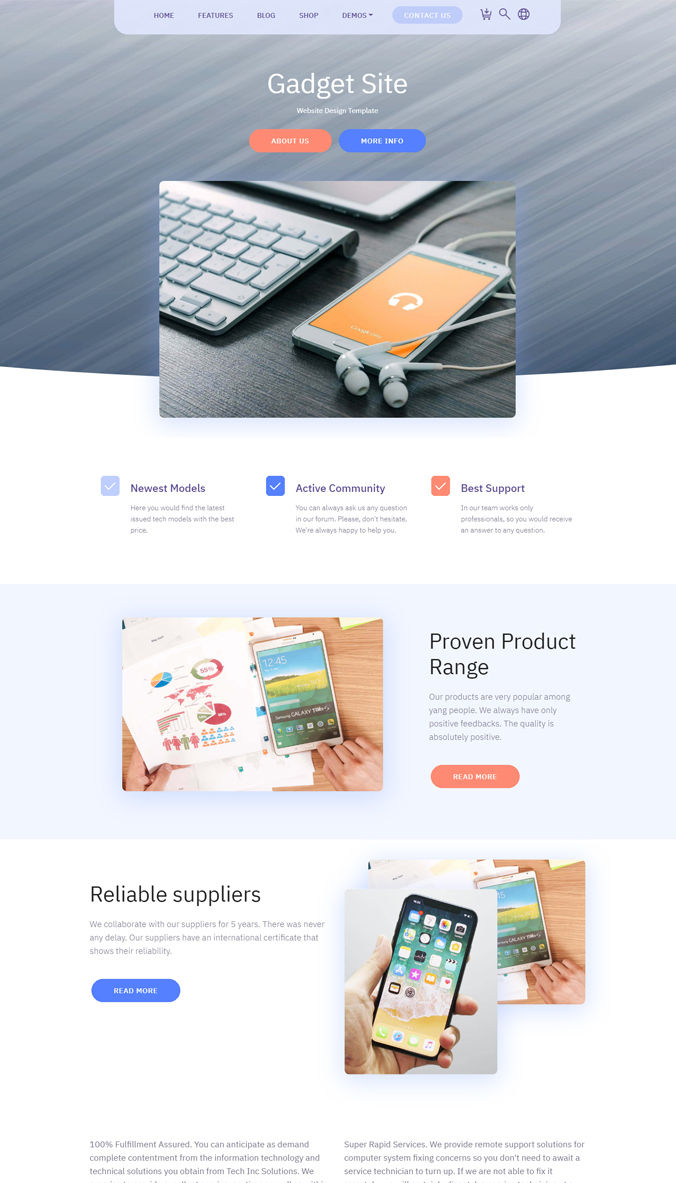 HOME FEATURES BLOG SHOP DEMOS CONTACT US
Gadget Site
Website Design Template
ABOUT US MORE INFO
Newest Models
Here you would find the latest
issued tech models with the best
price.
Active Community
You can always ask us any question
in our forum. Please, don't hesitate.
We're always happy to help you.
Best Support
In our team works only
professionals, so you would receive
an answer to any question.
12:45
55%
Samsung GALAXY
Proven Product
Range
Our products are very popular among
yang people. We always have only
positive feedbacks. The quality is
absolutely positive.
READ MORE
Reliable suppliers
We collaborate with our suppliers for 5 years. There was never
any delay. Our suppliers have an international certificate that
shows their reliability.
READ MORE
12:45
Samsung GALAXY
100% Fulfillment Assured. You can anticipate as demand
complete contentment from the information technology and
technical solutions you obtain from Tech Inc Solutions. We
Super Rapid Services. We provide remote support solutions for
computer system fixing concerns so you don't need to await a
service technician to turn up. If we are not able to fix it